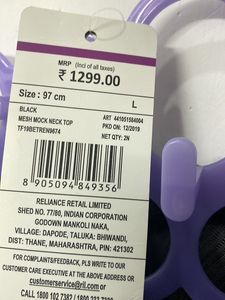 MRP (Incl of all taxes)
₹ 1299.00
Size : 97 cm L
BLACK ART 441051584004
MESH MOCK NECK TOP PKD ON: 12/2019
TF19BETREN9674 NET QTY: 2N
8 905094 849356
RELIANCE RETAIL LIMITED
SHED NO. 77/80, INDIAN CORPORATION
GODOWN MANKOLI NAKA,
VILLAGE: DAPODE, TALUKA: BHIWANDI,
DIST: THANE, MAHARASHTRA, PIN: 421302
FOR COMPLAINTS/FEEDBACK, PLS WRITE TO OUR
CUSTOMER CARE EXECUTIVE AT THE ABOVE ADDRESS OR
customerservice@ril.com or
CALL 1800 102 7382 /